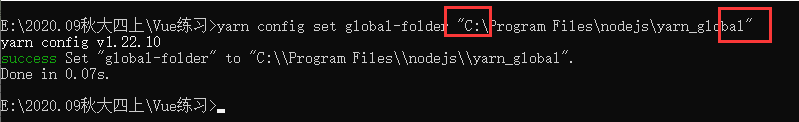 E:\2020.09秋大四上\Vue练习>yarn config set global-folder "C:\Program Files\nodejs\yarn_global"
yarn config v1.22.10
success Set "global-folder" to "C:\\Program Files\\nodejs\\yarn_global".
Done in 0.07s.
E:\2020.09秋大四上\Vue练习>